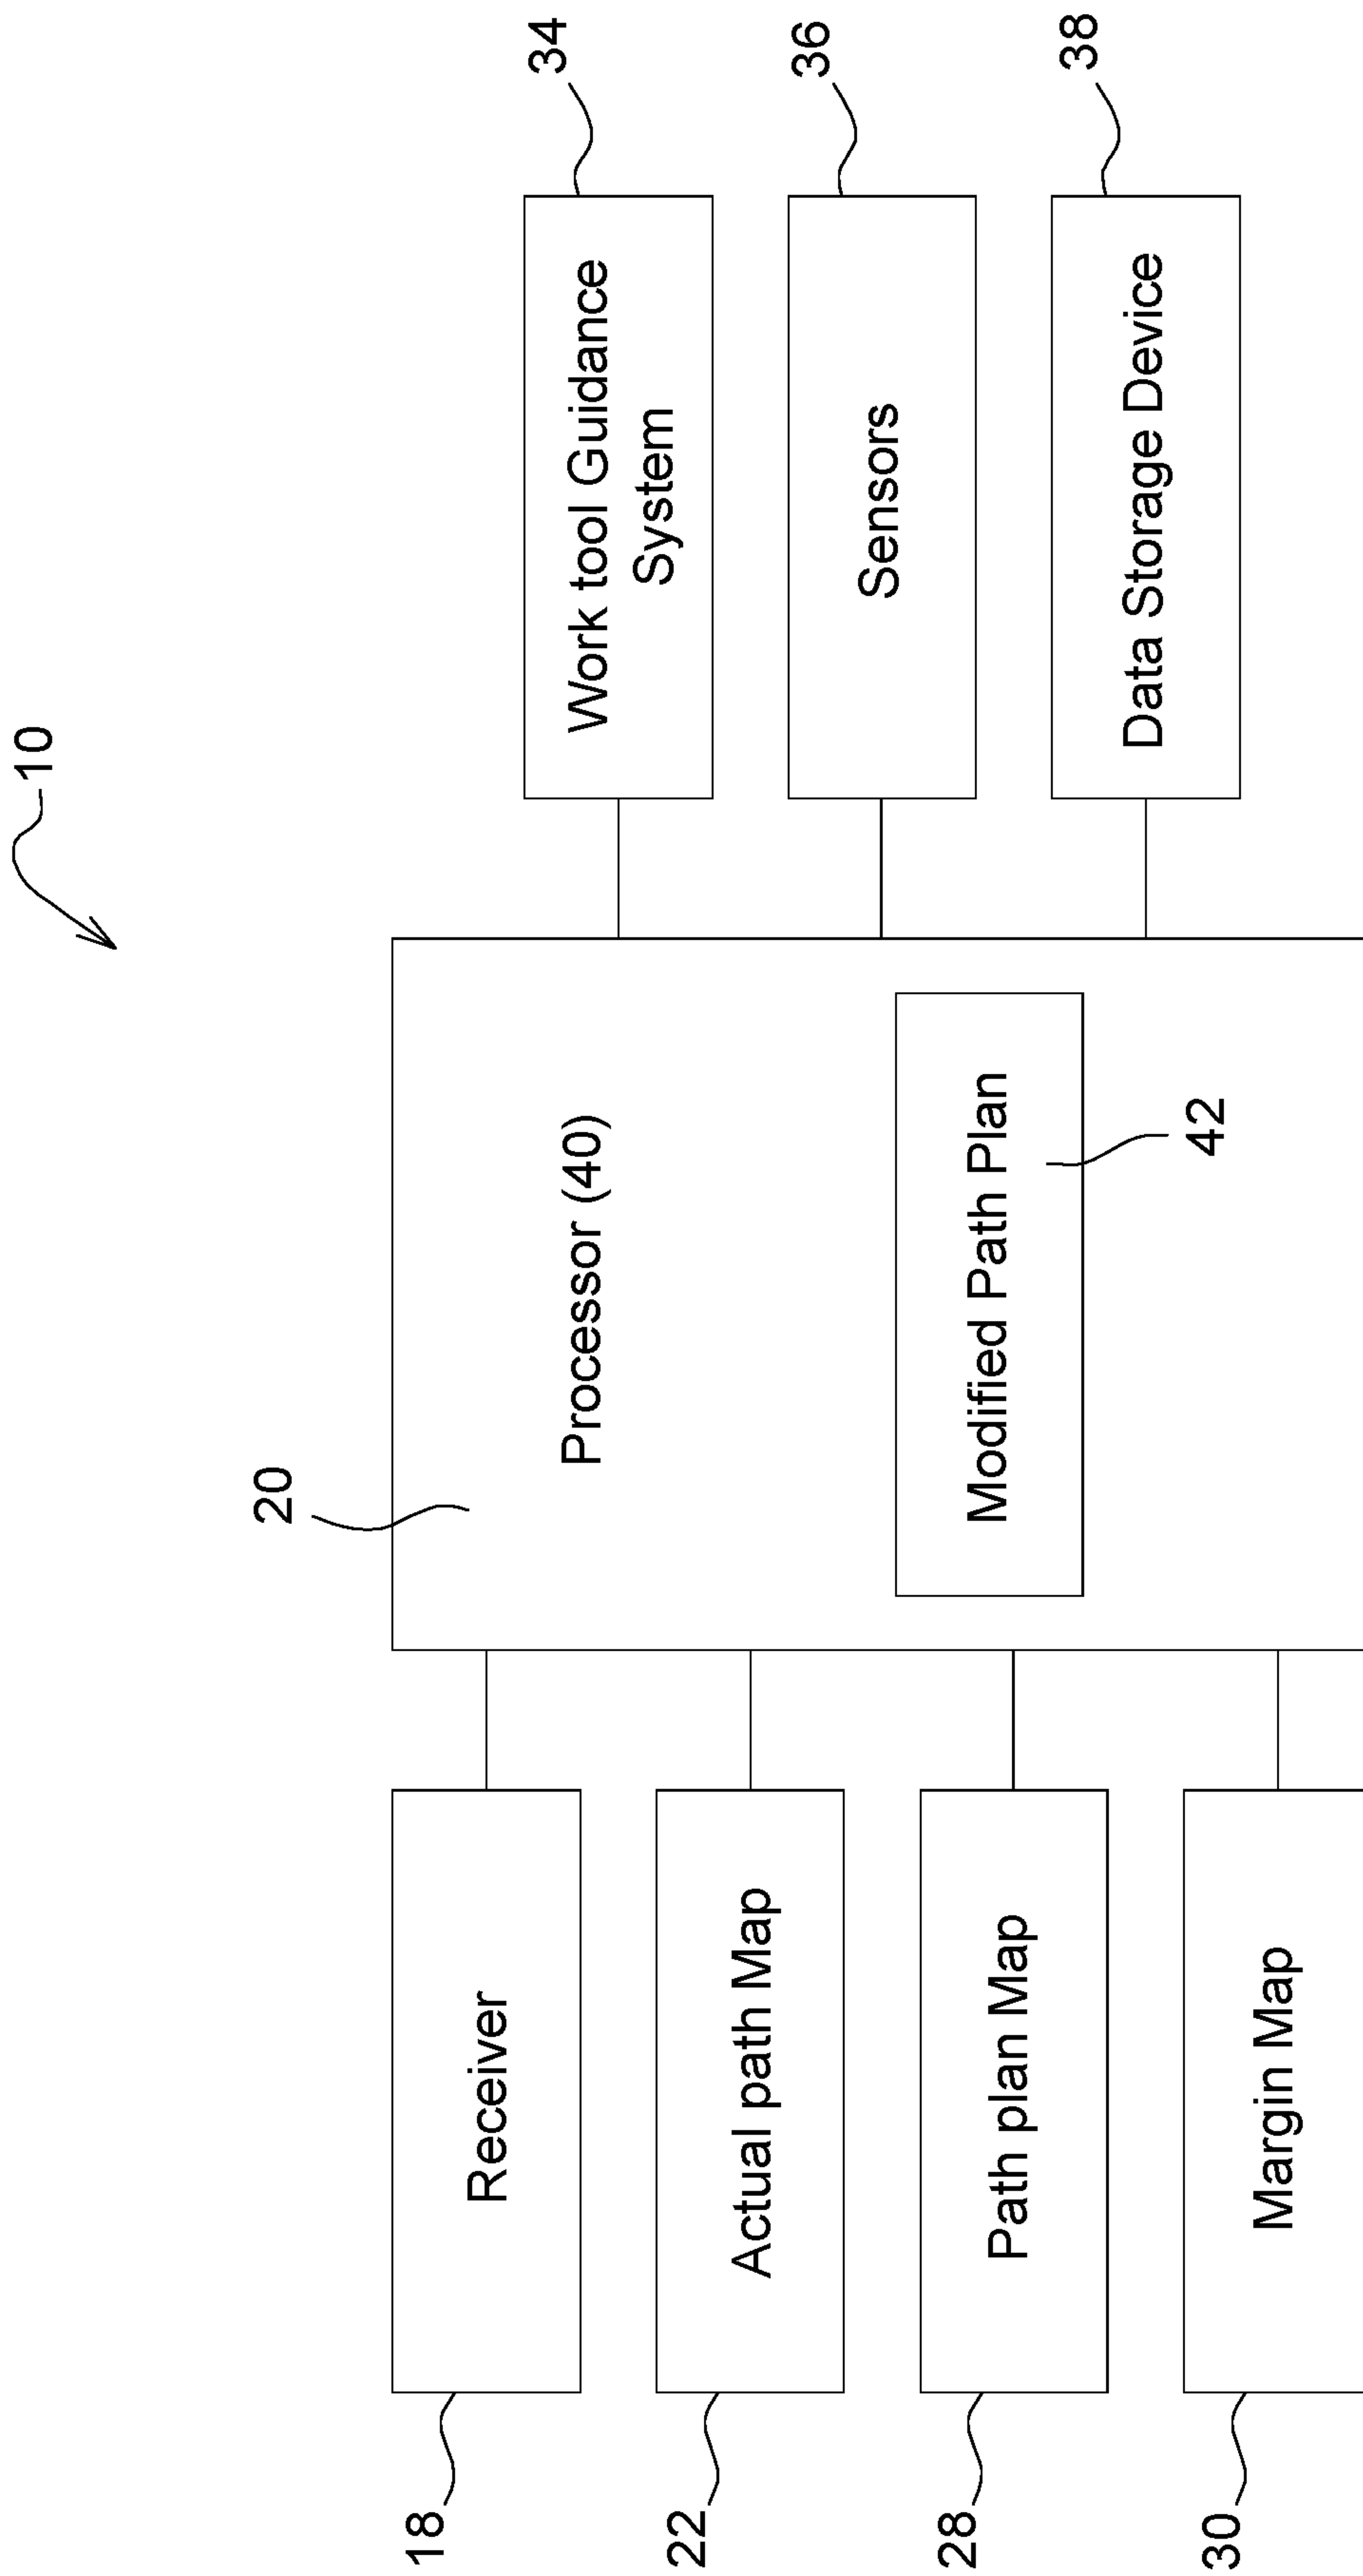 10
20
Processor (40)
Modified Path Plan
42
Receiver
18
Actual path Map
22
Path plan Map
28
Margin Map
30
Work tool Guidance
System
34
Sensors
36
Data Storage Device
38